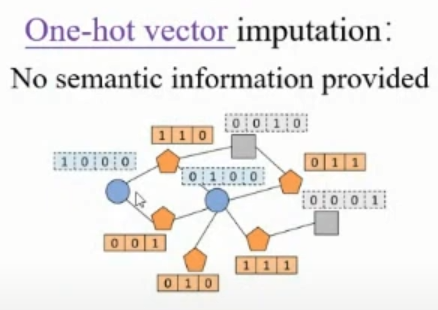 One-hot vector imputation:
No semantic information provided
0 0 1 0
1 1 0
1 0 0 0
0 1 1
0 1 0 0
0 0 0 1
0 0 1
1 1 1
0 1 0